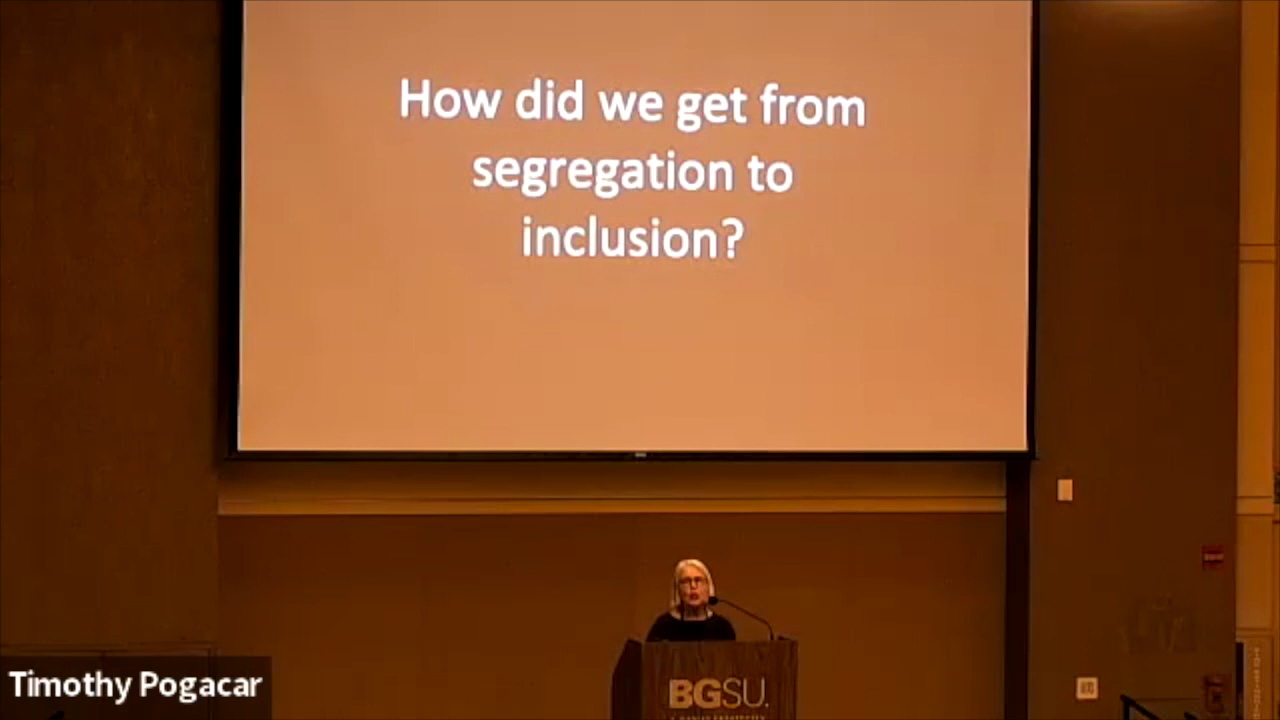 How did we get from
segregation to
inclusion?
BGSU.
Timothy Pogacar